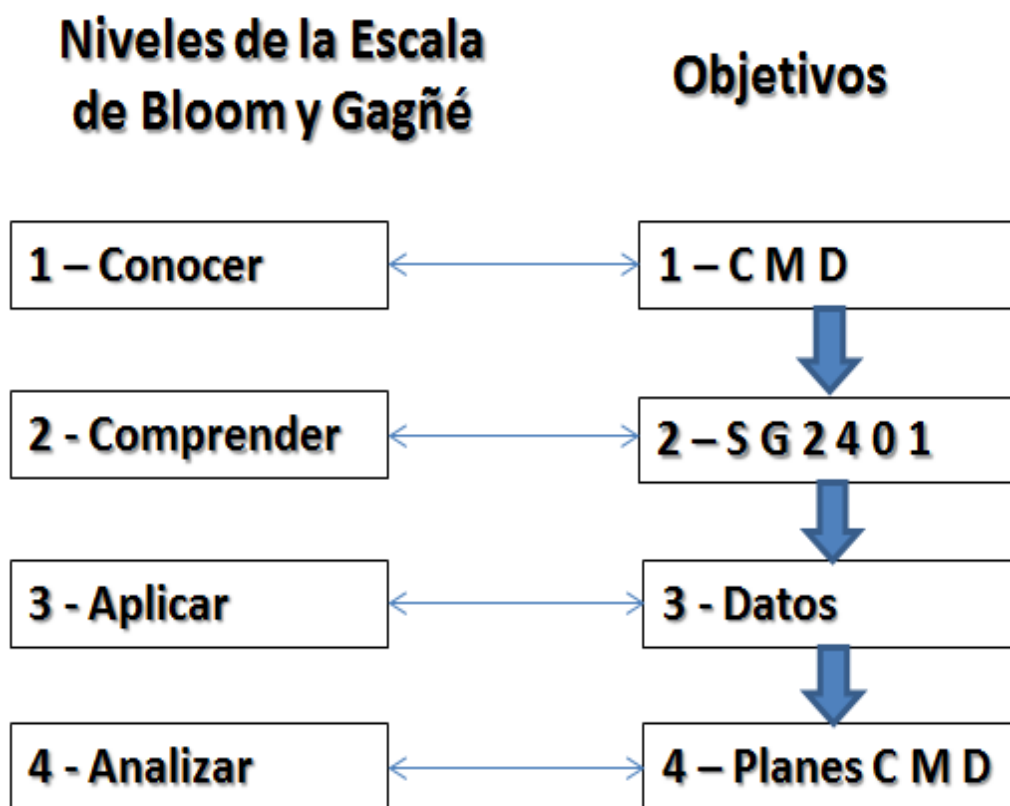 Niveles de la Escala
de Bloom y Gagñé
Objetivos
1 – Conocer
1 – C M D
2 - Comprender
2 – S G 2 4 0 1
3 - Aplicar
3 - Datos
4 - Analizar
4 – Planes C M D